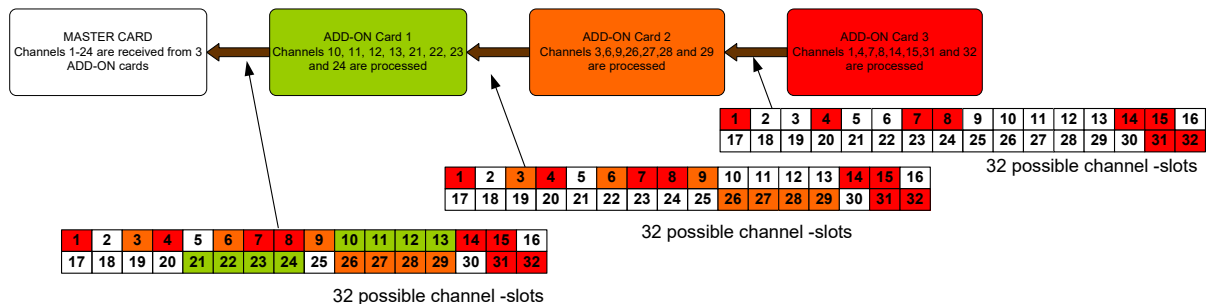 MASTER CARD
Channels 1-24 are received from 3
ADD-ON cards
ADD-ON Card 1
Channels 10, 11, 12, 13, 21, 22, 23
and 24 are processed
ADD-ON Card 2
Channels 3,6,9,26,27,28 and 29
are processed
ADD-ON Card 3
Channels 1,4,7,8,14,15,31 and 32
are processed
1 2 3 4 5 6 7 8 9 10 11 12 13 14 15 16
17 18 19 20 21 22 23 24 25 26 27 28 29 30 31 32
32 possible channel -slots
1 2 3 4 5 6 7 8 9 10 11 12 13 14 15 16
17 18 19 20 21 22 23 24 25 26 27 28 29 30 31 32
32 possible channel -slots
1 2 3 4 5 6 7 8 9 10 11 12 13 14 15 16
17 18 19 20 21 22 23 24 25 26 27 28 29 30 31 32
32 possible channel -slots